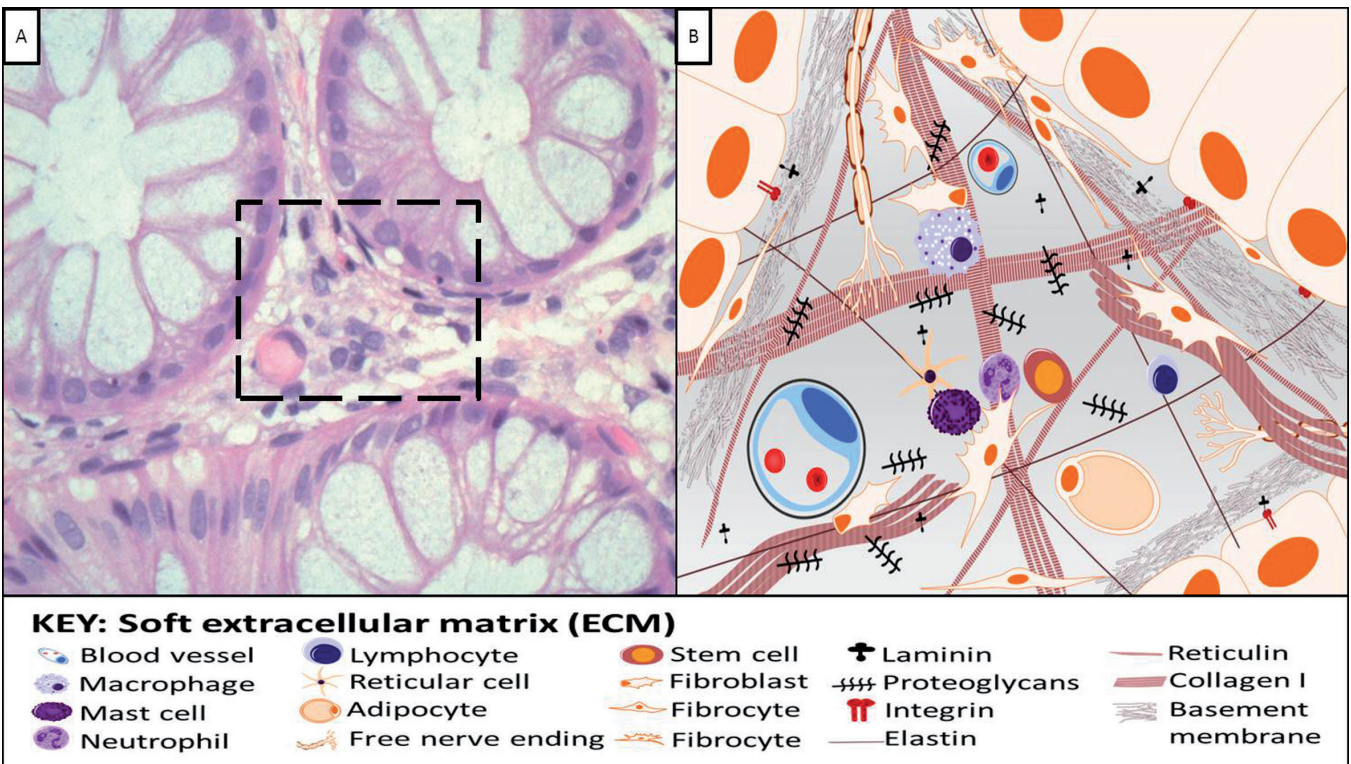 A
B
KEY: Soft extracellular matrix (ECM)
Blood vessel
Lymphocyte
Stem cell
Laminin
Reticulin
Macrophage
Reticular cell
Fibroblast
Proteoglycans
Collagen I
Mast cell
Adipocyte
Fibrocyte
Integrin
Basement
membrane
Neutrophil
Free nerve ending
Fibrocyte
Elastin